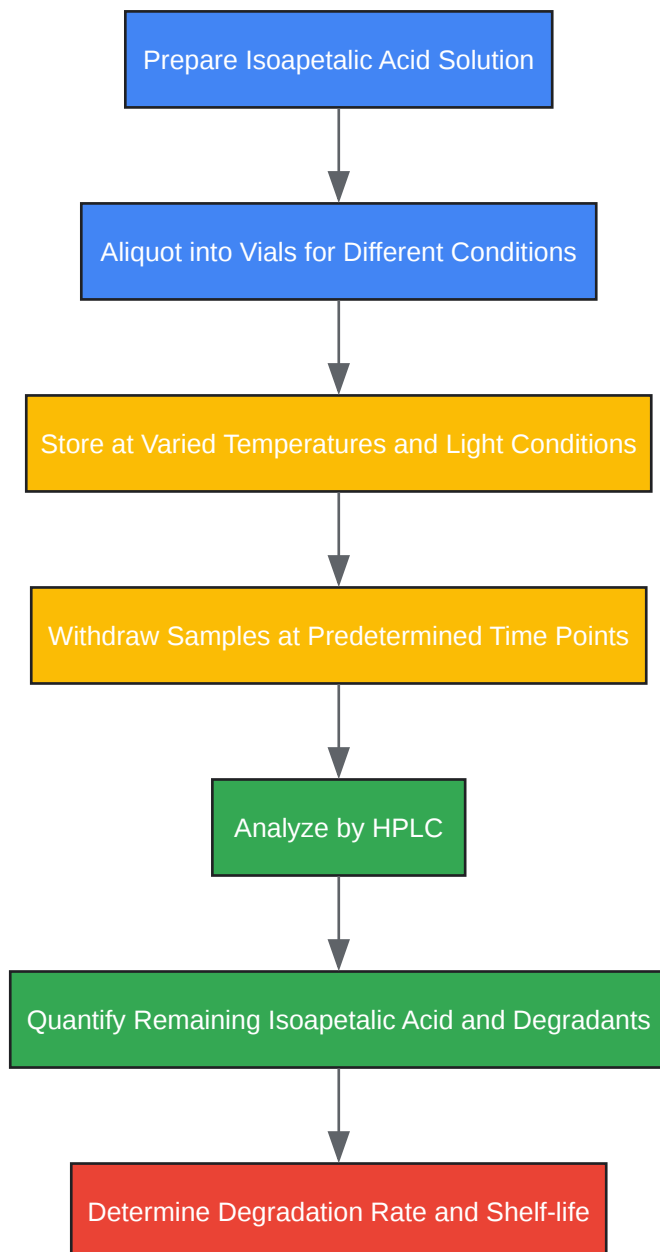 Prepare Isoapetalic Acid Solution
Aliquot into Vials for Different Conditions
Store at Varied Temperatures and Light Conditions
Withdraw Samples at Predetermined Time Points
Analyze by HPLC
Quantify Remaining Isoapetalic Acid and Degradants
Determine Degradation Rate and Shelf-life